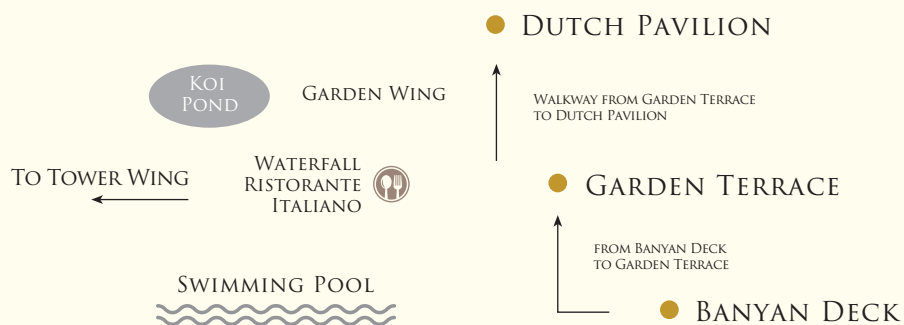 Dutch Pavilion
Koi
Pond
Garden Wing
Walkway from Garden Terrace
to Dutch Pavilion
To Tower Wing
Waterfall
Ristorante
Italiano
Garden Terrace
from Banyan Deck
to Garden Terrace
Swimming Pool
Banyan Deck